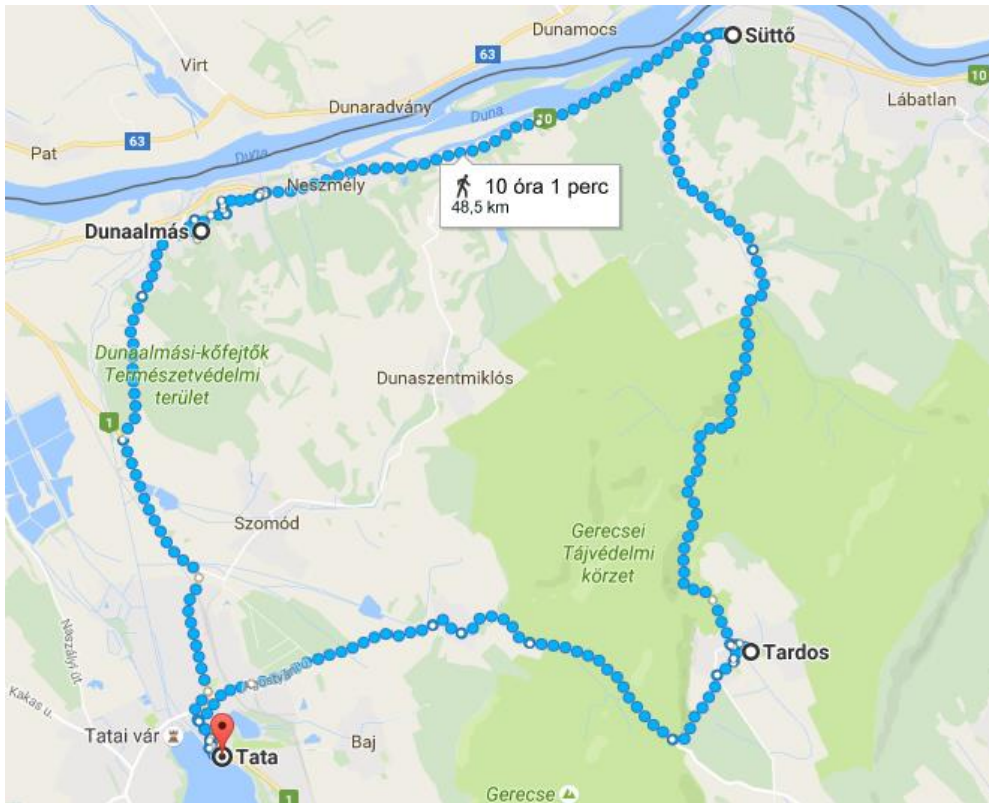 Dunamocs
Süttő
63
Virt
10
Dunaradvány
Lábatlan
Duna
10
63
Pat
Duna
Neszmély
10 óra 1 perc
48,5 km
Dunaalmás
Dunaalmási-kőfejtők
Természetvédelmi
terület
Dunaszentmiklós
1
Szomód
Gerecsei
Tájvédelmi
körzet
Naszályi út
Tardos
Kakas u.
Tatai vár
Baj
Tata
Gerecse
1